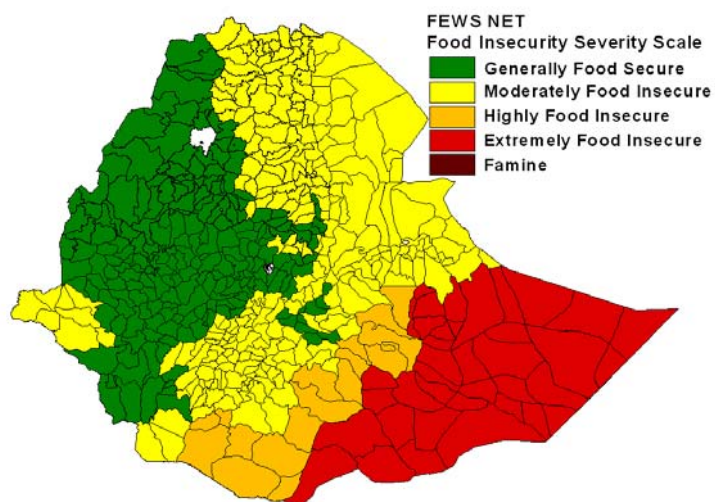 FEWS NET
Food Insecurity Severity Scale
Generally Food Secure
Moderately Food Insecure
Highly Food Insecure
Extremely Food Insecure
Famine